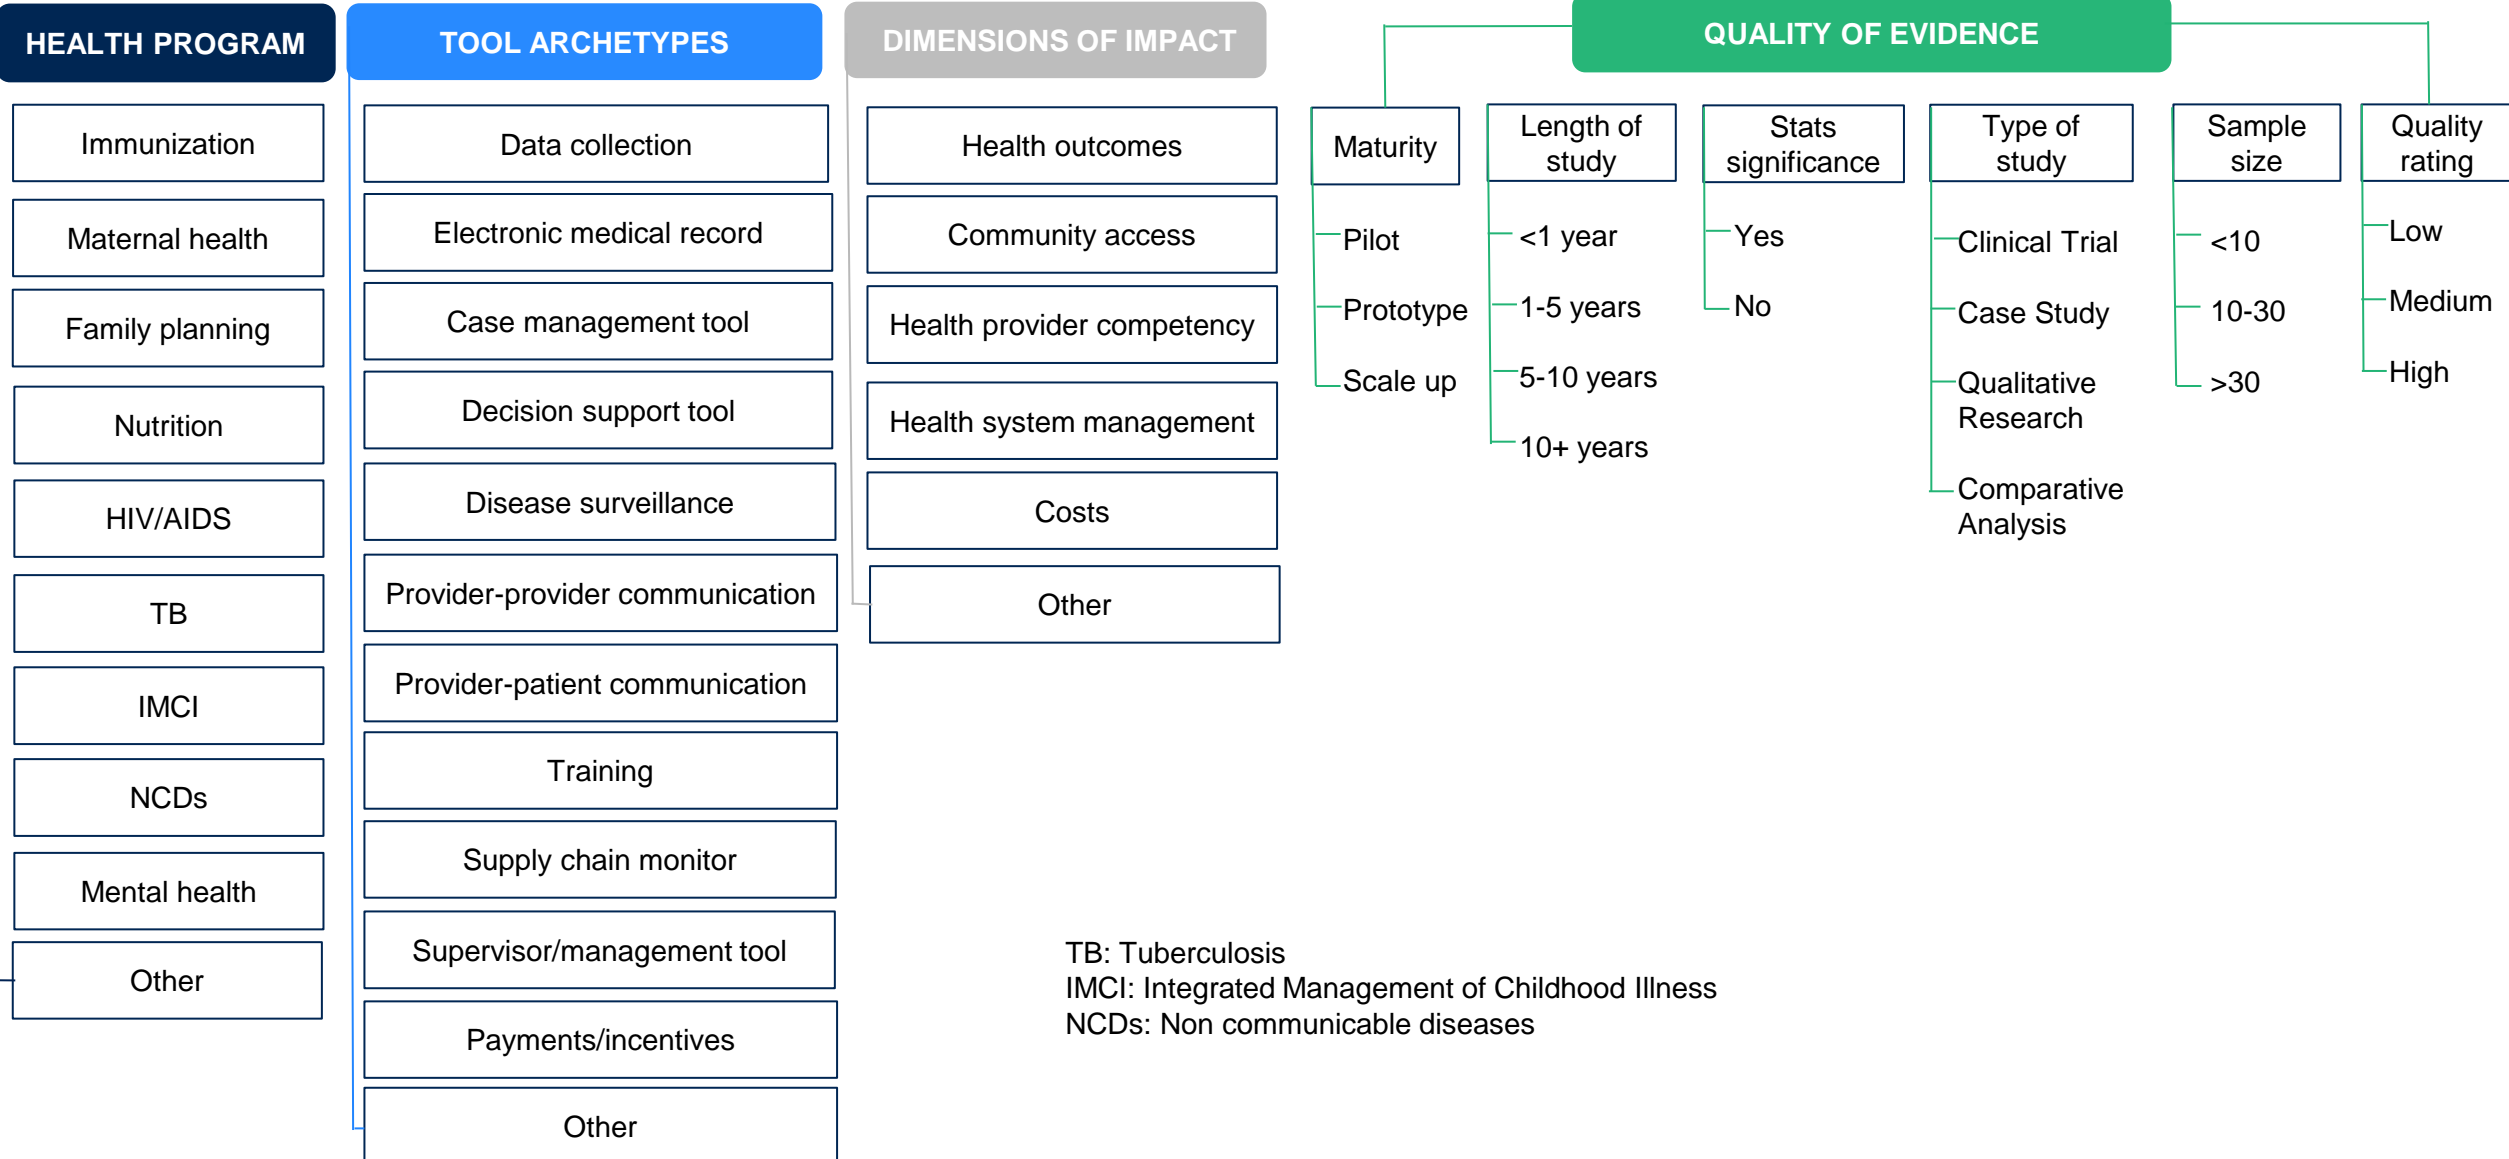 HEALTH PROGRAM
Immunization
Maternal health
Family planning
Nutrition
HIV/AIDS
TB
IMCI
NCDs
Mental health
Other
TOOL ARCHETYPES
Data collection
Electronic medical record
Case management tool
Decision support tool
Disease surveillance
Provider-provider communication
Provider-patient communication
Training
Supply chain monitor
Supervisor/management tool
Payments/incentives
Other
DIMENSIONS OF IMPACT
Health outcomes
Community access
Health provider competency
Health system management
Costs
Other
QUALITY OF EVIDENCE
Maturity
Pilot
Prototype
Scale up
Length of
study
<1 year
1-5 years
5-10 years
10+ years
Stats
significance
Yes
No
Type of
study
Clinical Trial
Case Study
Qualitative
Research
Comparative
Analysis
Sample
size
<10
10-30
>30
Quality
rating
Low
Medium
High
TB: Tuberculosis
IMCI: Integrated Management of Childhood Illness
NCDs: Non communicable diseases